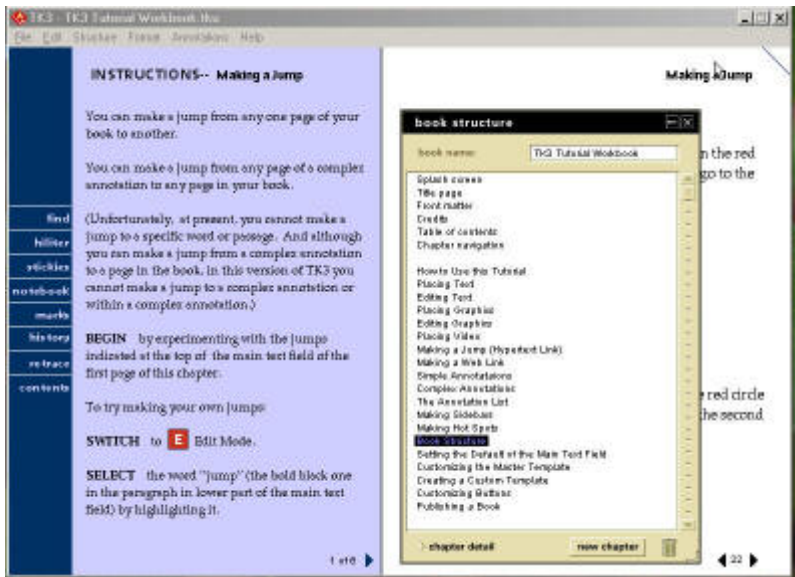 TK3 - TK3 Tutorial Workbook.tkw
File Edit Structure Format Annotations Help
find
hiliter
stickies
notebook
marks
history
retrace
contents
INSTRUCTIONS-- Making a Jump
You can make a jump from any one page of your
book to another.
You can make a jump from any page of a complex
annotation to any page in your book.
(Unfortunately, at present, you cannot make a
jump to a specific word or passage. And although
you can make a jump from a complex annotation
to a page in the book, in this version of TK3 you
cannot make a jump to a complex annotation or
within a complex annotation.)
BEGIN by experimenting with the jumps
indicated at the top of the main text field of the
first page of this chapter.
To try making your own jumps:
SWITCH to E Edit Mode.
SELECT the word "jump" (the bold black one
in the paragraph in lower part of the main text
field) by highlighting it.
1 of 8
Making a Jump
n the red
go to the
book structure
book name: TK3 Tutorial Workbook
Splash screen
Title page
Front matter
Credits
Table of contents
Chapter navigation
How to Use this Tutorial
Placing Text
Editing Text
Placing Graphics
Editing Graphics
Placing Video
Making a Jump (Hypertext Link)
Making a Web Link
Simple Annotataions
Complex Annotations
The Annotation List
Making Sidebars
Making Hot Spots
Book Structure
Setting the Default of the Main Text Field
Customizing the Master Template
Creating a Custom Template
Customizing Buttons
Publishing a Book
chapter detail
new chapter
e red circle
the second
22